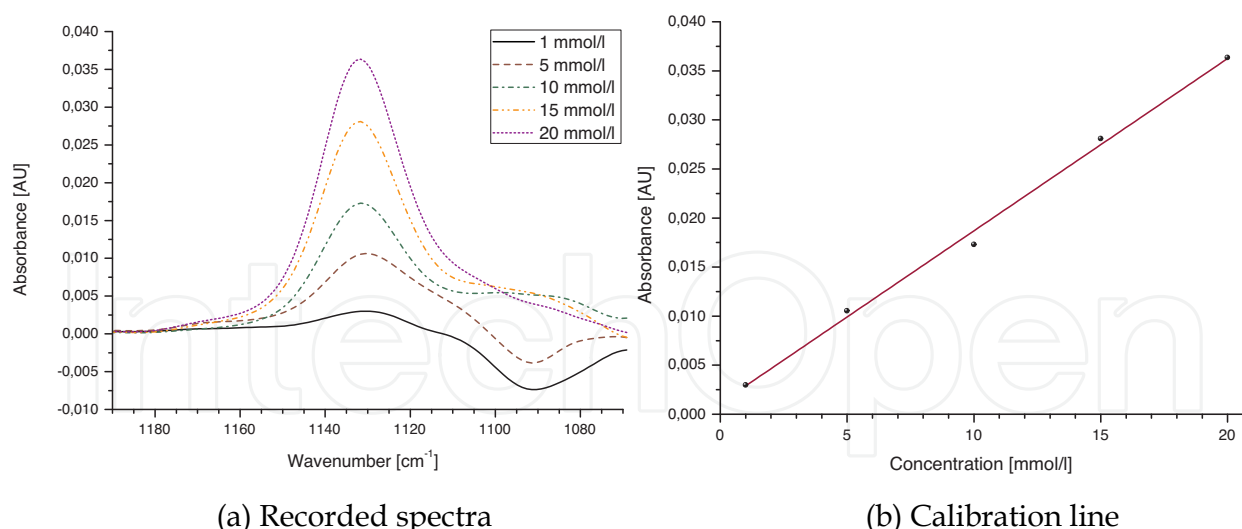 0,040
0,035
0,030
0,025
0,020
0,015
0,010
0,005
0,000
-0,005
-0,010
Absorbance [AU]
1 mmol/l
5 mmol/l
10 mmol/l
15 mmol/l
20 mmol/l
1180 1160 1140 1120 1100 1080
Wavenumber [cm⁻¹]
(a) Recorded spectra
0,040
0,035
0,030
0,025
0,020
0,015
0,010
0,005
0,000
Absorbance [AU]
0 5 10 15 20
Concentration [mmol/l]
(b) Calibration line
IntechOpen